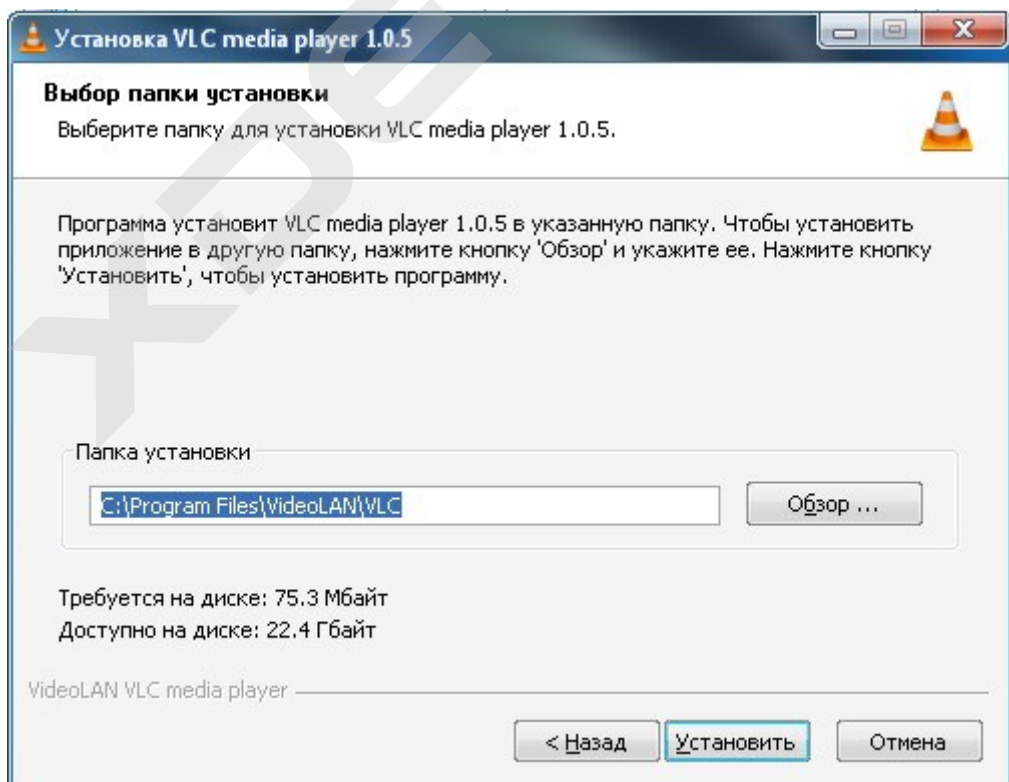 Установка VLC media player 1.0.5
Выбор папки установки
Выберите папку для установки VLC media player 1.0.5.
Программа установит VLC media player 1.0.5 в указанную папку. Чтобы установить
приложение в другую папку, нажмите кнопку 'Обзор' и укажите ее. Нажмите кнопку
'Установить', чтобы установить программу.
Папка установки
C:\Program Files\VideoLAN\VLC
Обзор ...
Требуется на диске: 75.3 Мбайт
Доступно на диске: 22.4 Гбайт
VideoLAN VLC media player
< Назад Установить Отмена